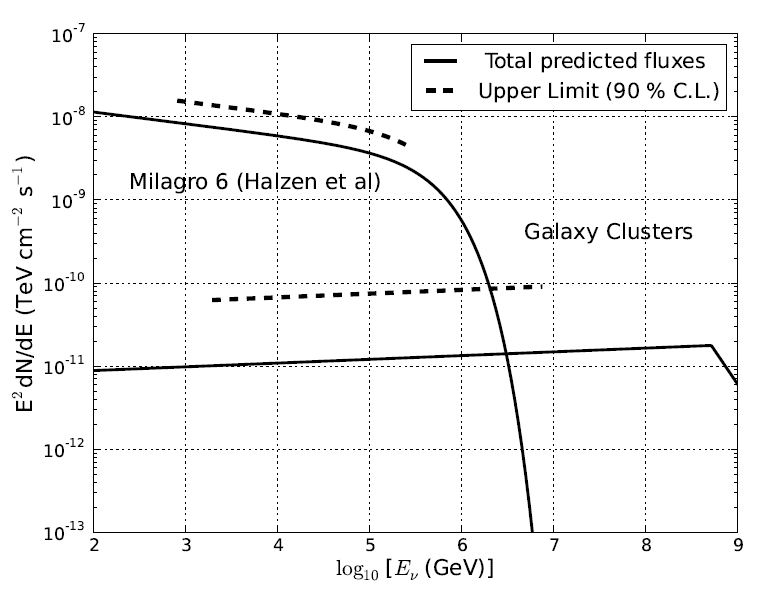 Total predicted fluxes
Upper Limit (90 % C.L.)
Milagro 6 (Halzen et al)
Galaxy Clusters
E² dN/dE (TeV cm⁻² s⁻¹)
10⁻⁷
10⁻⁸
10⁻⁹
10⁻¹⁰
10⁻¹¹
10⁻¹²
10⁻¹³
2 3 4 5 6 7 8 9
log₁₀ [Eᵥ (GeV)]